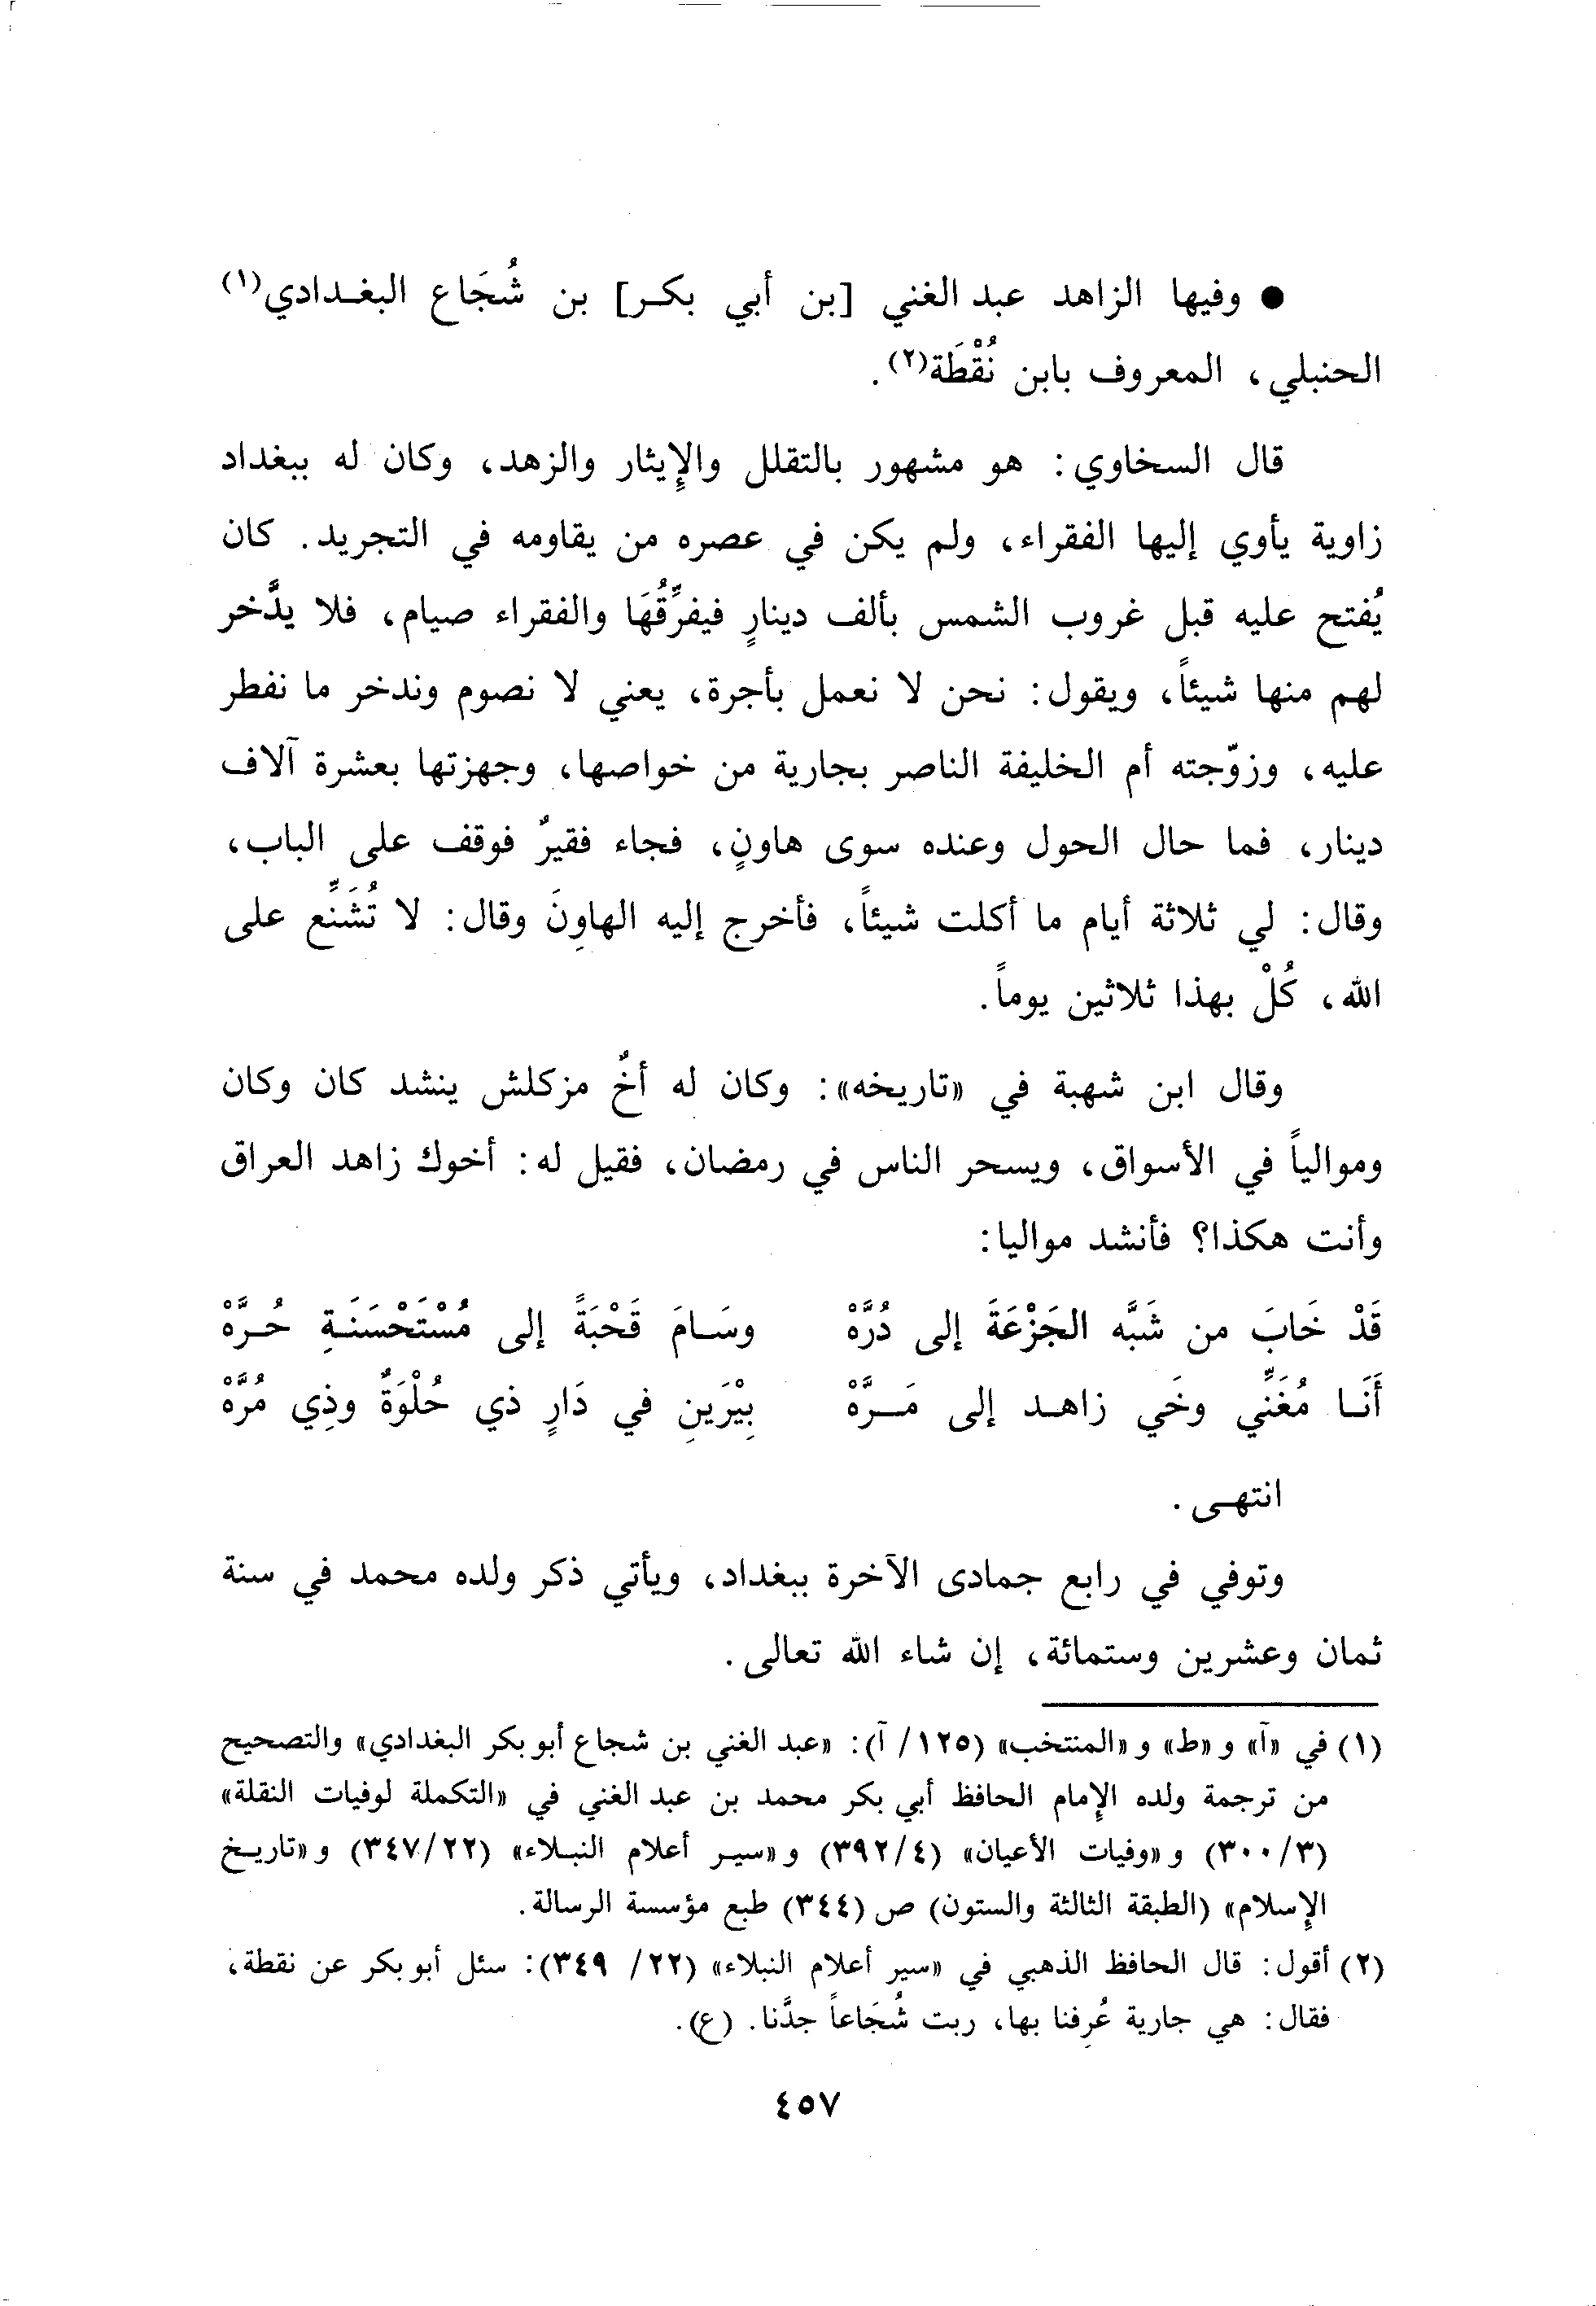 ● وفيها الزاهد عبد الغني [بن أبي بكر] بن شُجَاع البغدادي(١)
الحنبلي، المعروف بابن نُقْطَة(٢).
قال السخاوي: هو مشهور بالتقلل والإِيثار والزهد، وكان له ببغداد
زاوية يأوي إليها الفقراء، ولم يكن في عصره من يقاومه في التجريد. كان
يُفتح عليه قبل غروب الشمس بألف دينارٍ فيفرِّقُهَا والفقراء صيام، فلا يدَّخر
لهم منها شيئاً، ويقول: نحن لا نعمل بأجرة، يعني لا نصوم وندخر ما نفطر
عليه، وزوّجته أم الخليفة الناصر بجارية من خواصها، وجهزتها بعشرة آلاف
دينار، فما حال الحول وعنده سوى هاونٍ، فجاء فقيرٌ فوقف على الباب،
وقال: لي ثلاثة أيام ما أكلت شيئاً، فأخرج إليه الهاوِنَ وقال: لا تُشَنِّع على
الله، كُلْ بهذا ثلاثين يوماً.
وقال ابن شهبة في «تاريخه»: وكان له أخٌ مزكلش ينشد كان وكان
ومواليًا في الأسواق، ويسحر الناس في رمضان، فقيل له: أخوك زاهد العراق
وأنت هكذا؟ فأنشد مواليا:
قَدْ خَابَ من شَبَّه الجَزْعَةَ إلى دُرَّهْ وسَامَ قَحْبَةً إلى مُسْتَحْسَنَةِ حُرَّهْ
أَنَا مُغَنِّي وخَي زاهد إلى مَرَّهْ بِيْرَينِ في دَارٍ ذي حُلْوَةٌ وذِي مُرَّهْ
انتهى.
وتوفي في رابع جمادى الآخرة ببغداد، ويأتي ذكر ولده محمد في سنة
ثمان وعشرين وستمائة، إن شاء الله تعالى.
(١) في «آ» و «ط» و «المنتخب» (١٢٥/ آ): «عبد الغني بن شجاع أبو بكر البغدادي» والتصحيح
من ترجمة ولده الإِمام الحافظ أبي بكر محمد بن عبد الغني في «التكملة لوفيات النقلة»
(٣/ ٣٠٠) و «وفيات الأعيان» (٤/ ٣٩٢) و «سير أعلام النبلاء» (٢٢/ ٣٤٧) و «تاريخ
الإِسلام» (الطبقة الثالثة والستون) ص (٣٤٤) طبع مؤسسة الرسالة.
(٢) أقول: قال الحافظ الذهبي في «سير أعلام النبلاء» (٢٢/ ٣٤٩): سئل أبو بكر عن نقطة،
فقال: هي جارية عُرِفنا بها، ربت شُجَاعاً جدَّنا. (ع).
٤٥٧